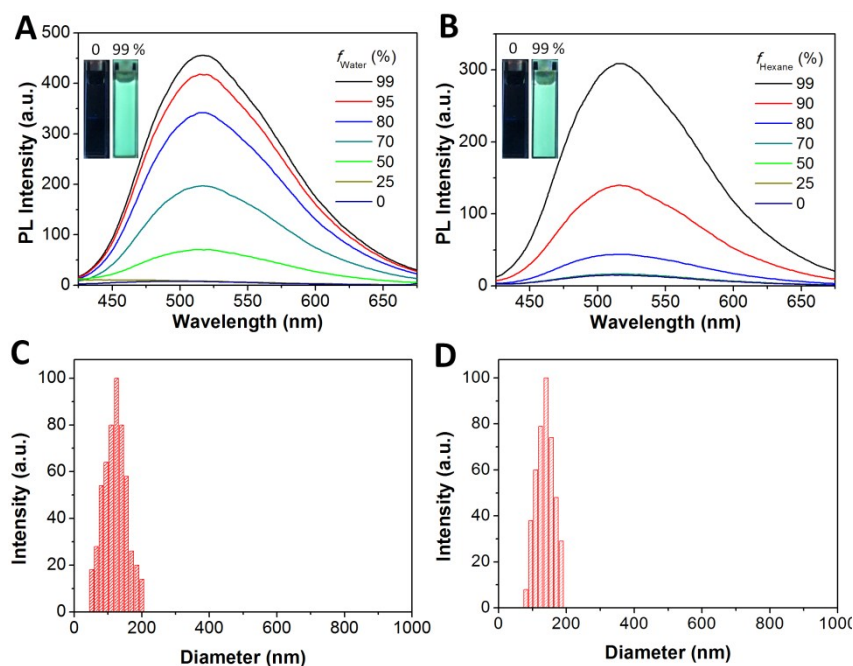 A
0 99 %
fWater (%)
99
95
80
70
50
25
0
500
400
300
200
100
0
PL Intensity (a.u.)
450 500 550 600 650
Wavelength (nm)
B
0 99 %
fHexane (%)
99
90
80
70
50
25
0
300
200
100
0
PL Intensity (a.u.)
450 500 550 600 650
Wavelength (nm)
C
100
80
60
40
20
0
Intensity (a.u.)
0 200 400 600 800 1000
Diameter (nm)
D
100
80
60
40
20
0
Intensity (a.u.)
0 200 400 600 800 1000
Diameter (nm)